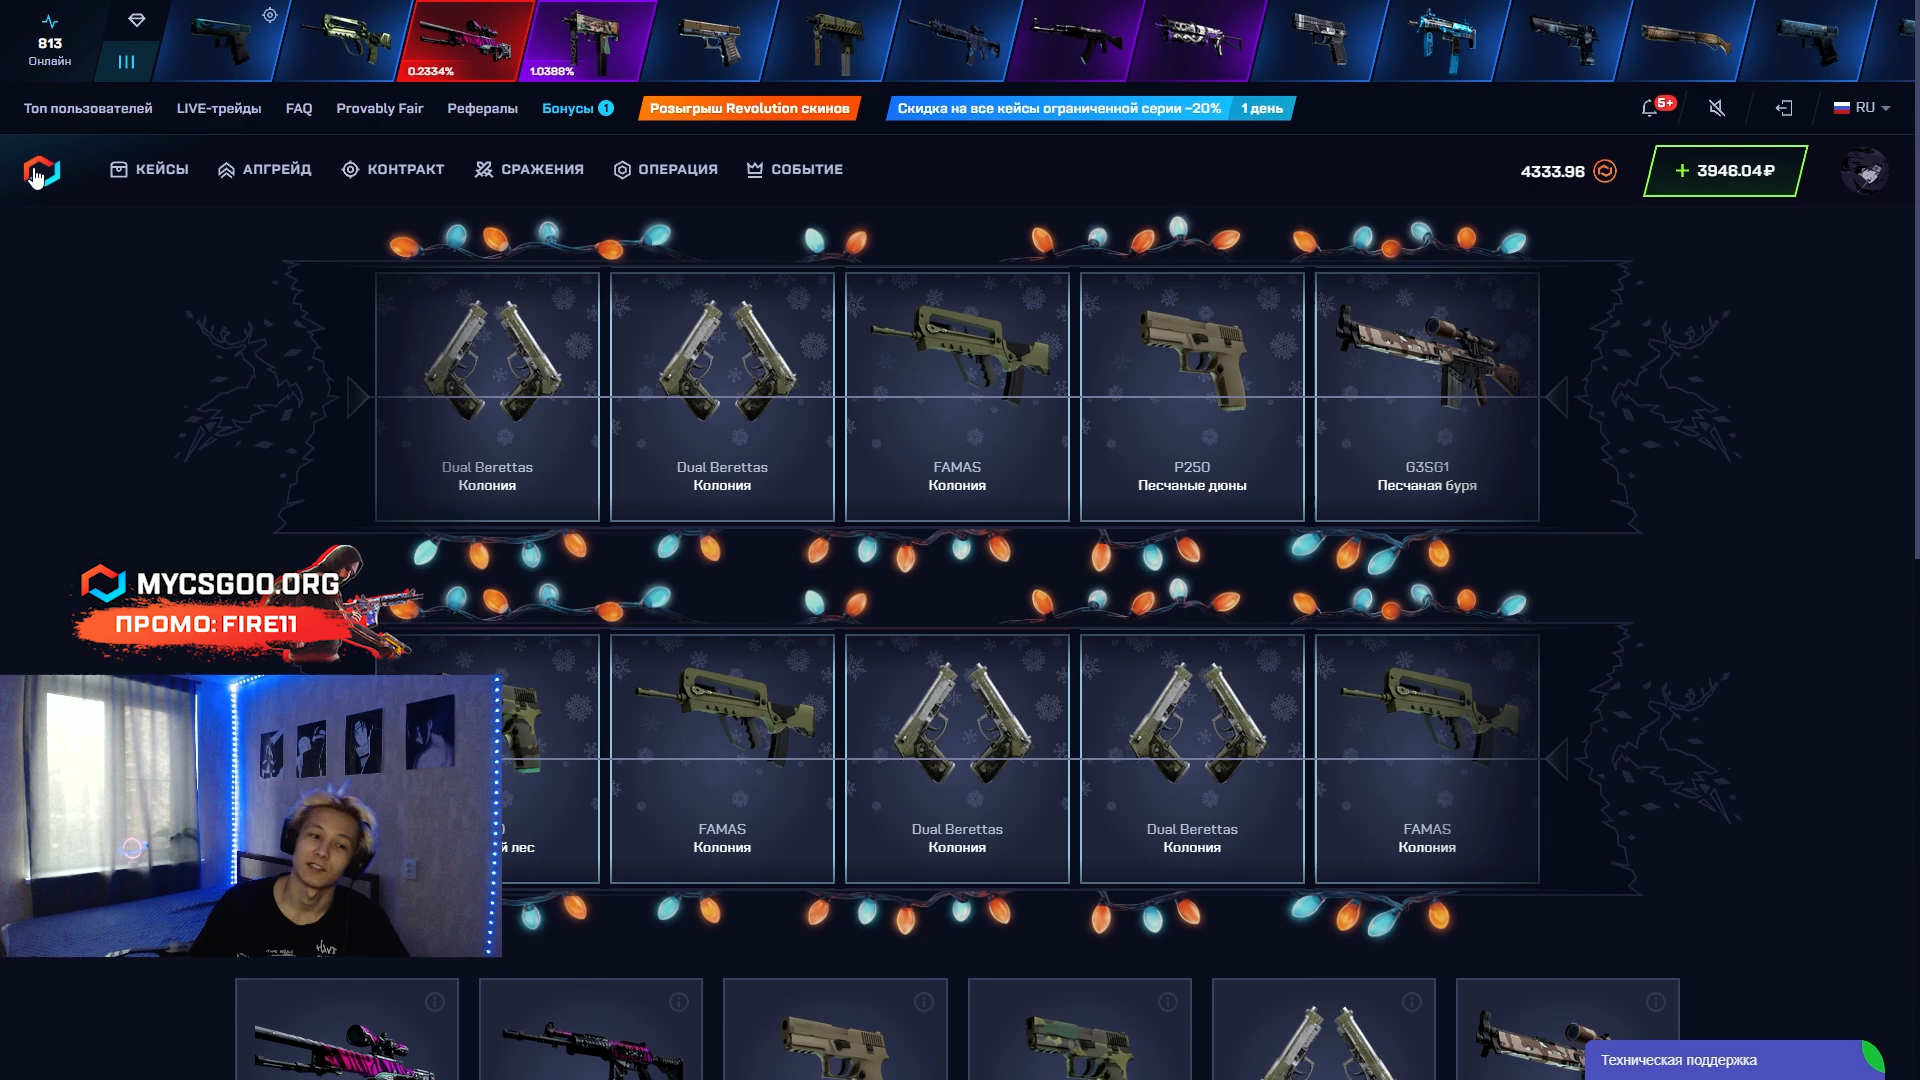 813
Онлайн
0.2334%
1.0388%
Топ пользователей
LIVE-трейды
FAQ
Provably Fair
Рефералы
Бонусы 1
Розыгрыш Revolution скинов
Скидка на все кейсы ограниченной серии −20%
1 день
5+
RU
КЕЙСЫ
АПГРЕЙД
КОНТРАКТ
СРАЖЕНИЯ
ОПЕРАЦИЯ
СОБЫТИЕ
4333.96
+ 3946.04₽
Dual Berettas
Колония
Dual Berettas
Колония
FAMAS
Колония
P250
Песчаные дюны
G3SG1
Песчаная буря
MYCSGOO.ORG
ПРОМО: FIRE11
й лес
FAMAS
Колония
Dual Berettas
Колония
Dual Berettas
Колония
FAMAS
Колония
Техническая поддержка